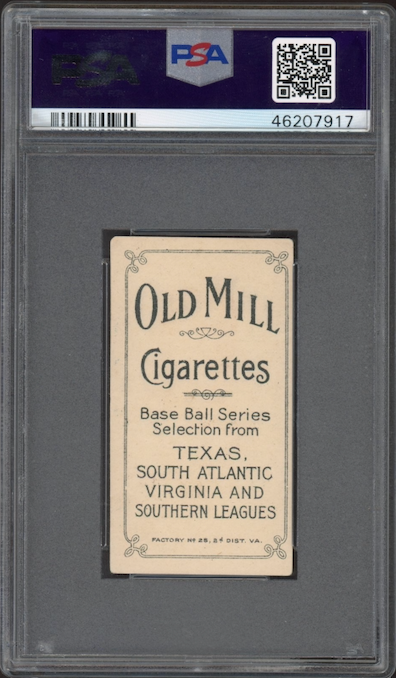 PSA
PSA
46207917
OLD MILL
Cigarettes
Base Ball Series
Selection from
TEXAS,
SOUTH ATLANTIC
VIRGINIA AND
SOUTHERN LEAGUES
FACTORY Nº 25, 2d DIST. VA.